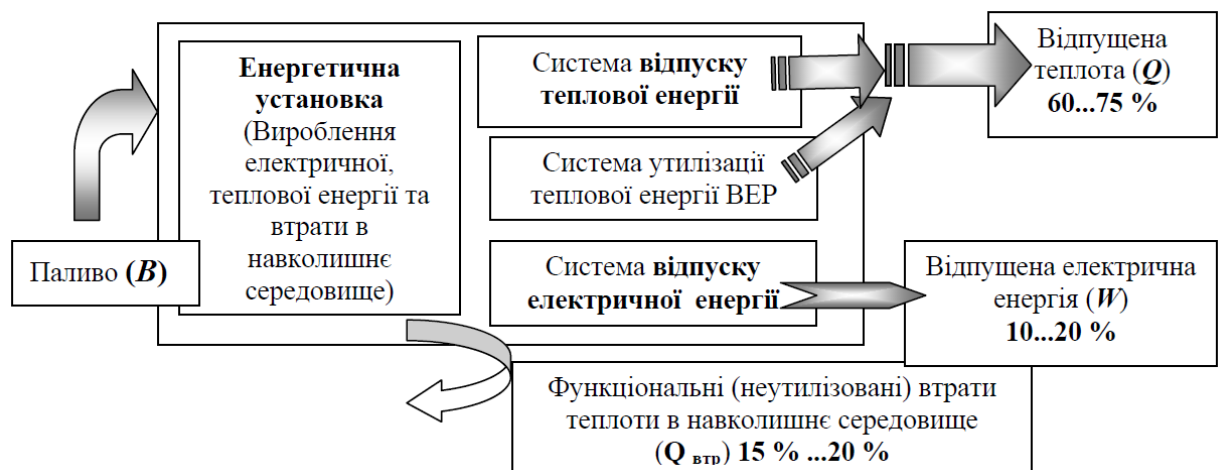 Паливо (B)
Енергетична
установка
(Вироблення
електричної,
теплової енергії та
втрати в
навколишнє
середовище)
Система відпуску
теплової енергії
Система утилізації
теплової енергії ВЕР
Система відпуску
електричної енергії
Відпущена
теплота (Q)
60...75 %
Відпущена електрична
енергія (W)
10...20 %
Функціональні (неутилізовані) втрати
теплоти в навколишнє середовище
(Q втр) 15 % ...20 %